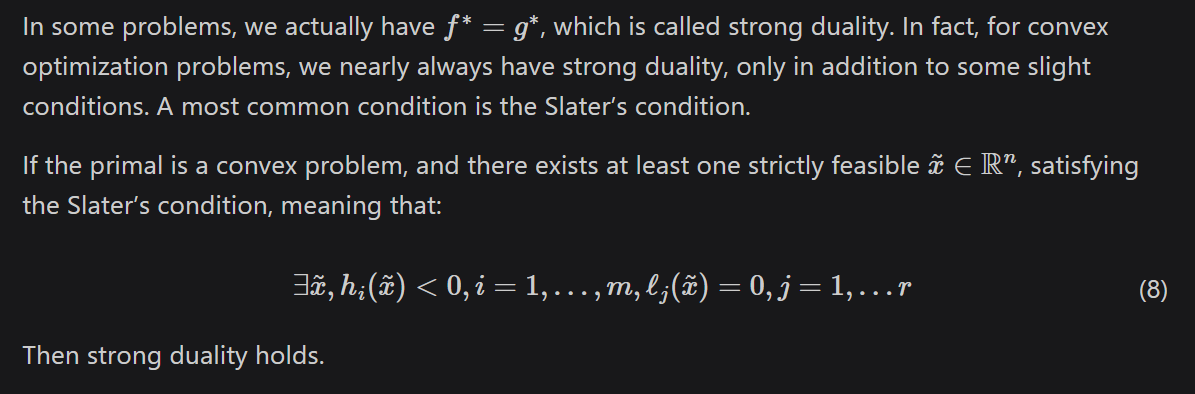 In some problems, we actually have f* = g*, which is called strong duality. In fact, for convex
optimization problems, we nearly always have strong duality, only in addition to some slight
conditions. A most common condition is the Slater’s condition.
If the primal is a convex problem, and there exists at least one strictly feasible x̃ ∈ ℝⁿ, satisfying
the Slater’s condition, meaning that:
∃x̃, hᵢ(x̃) < 0, i = 1, . . . , m, ℓⱼ(x̃) = 0, j = 1, . . . r (8)
Then strong duality holds.